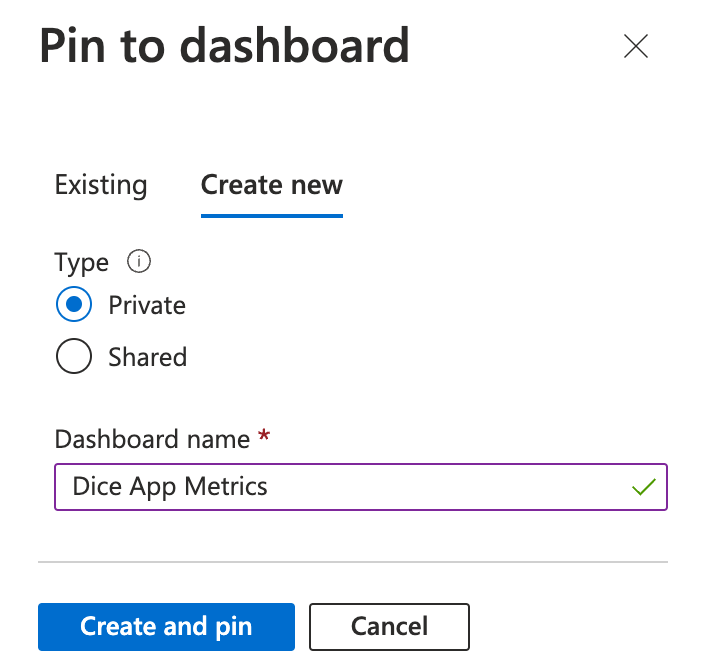 Pin to dashboard
Existing Create new
Type
Private
Shared
Dashboard name *
Dice App Metrics
Create and pin Cancel